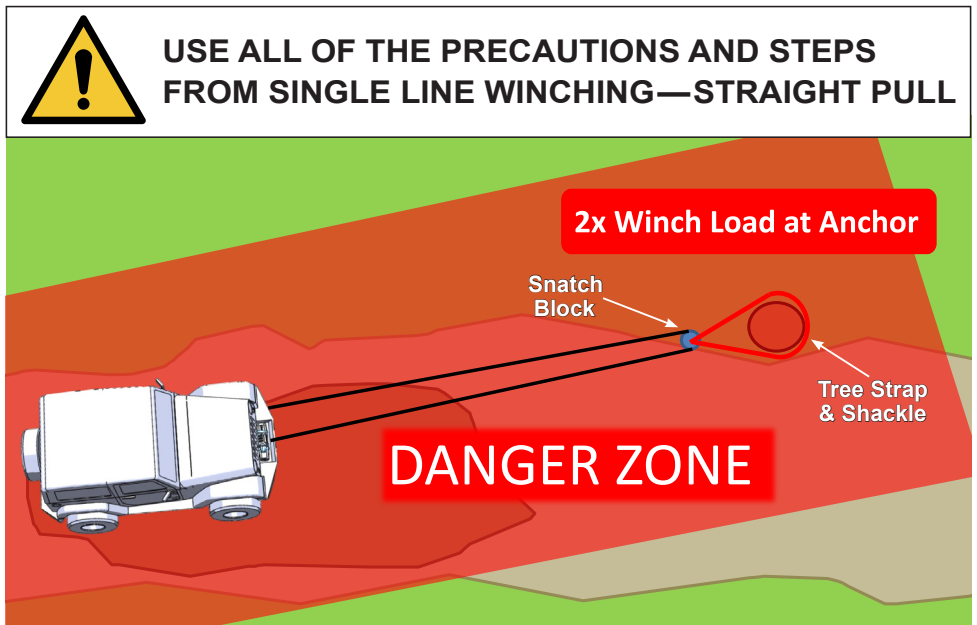 USE ALL OF THE PRECAUTIONS AND STEPS
FROM SINGLE LINE WINCHING—STRAIGHT PULL
2x Winch Load at Anchor
Snatch
Block
Tree Strap
& Shackle
DANGER ZONE